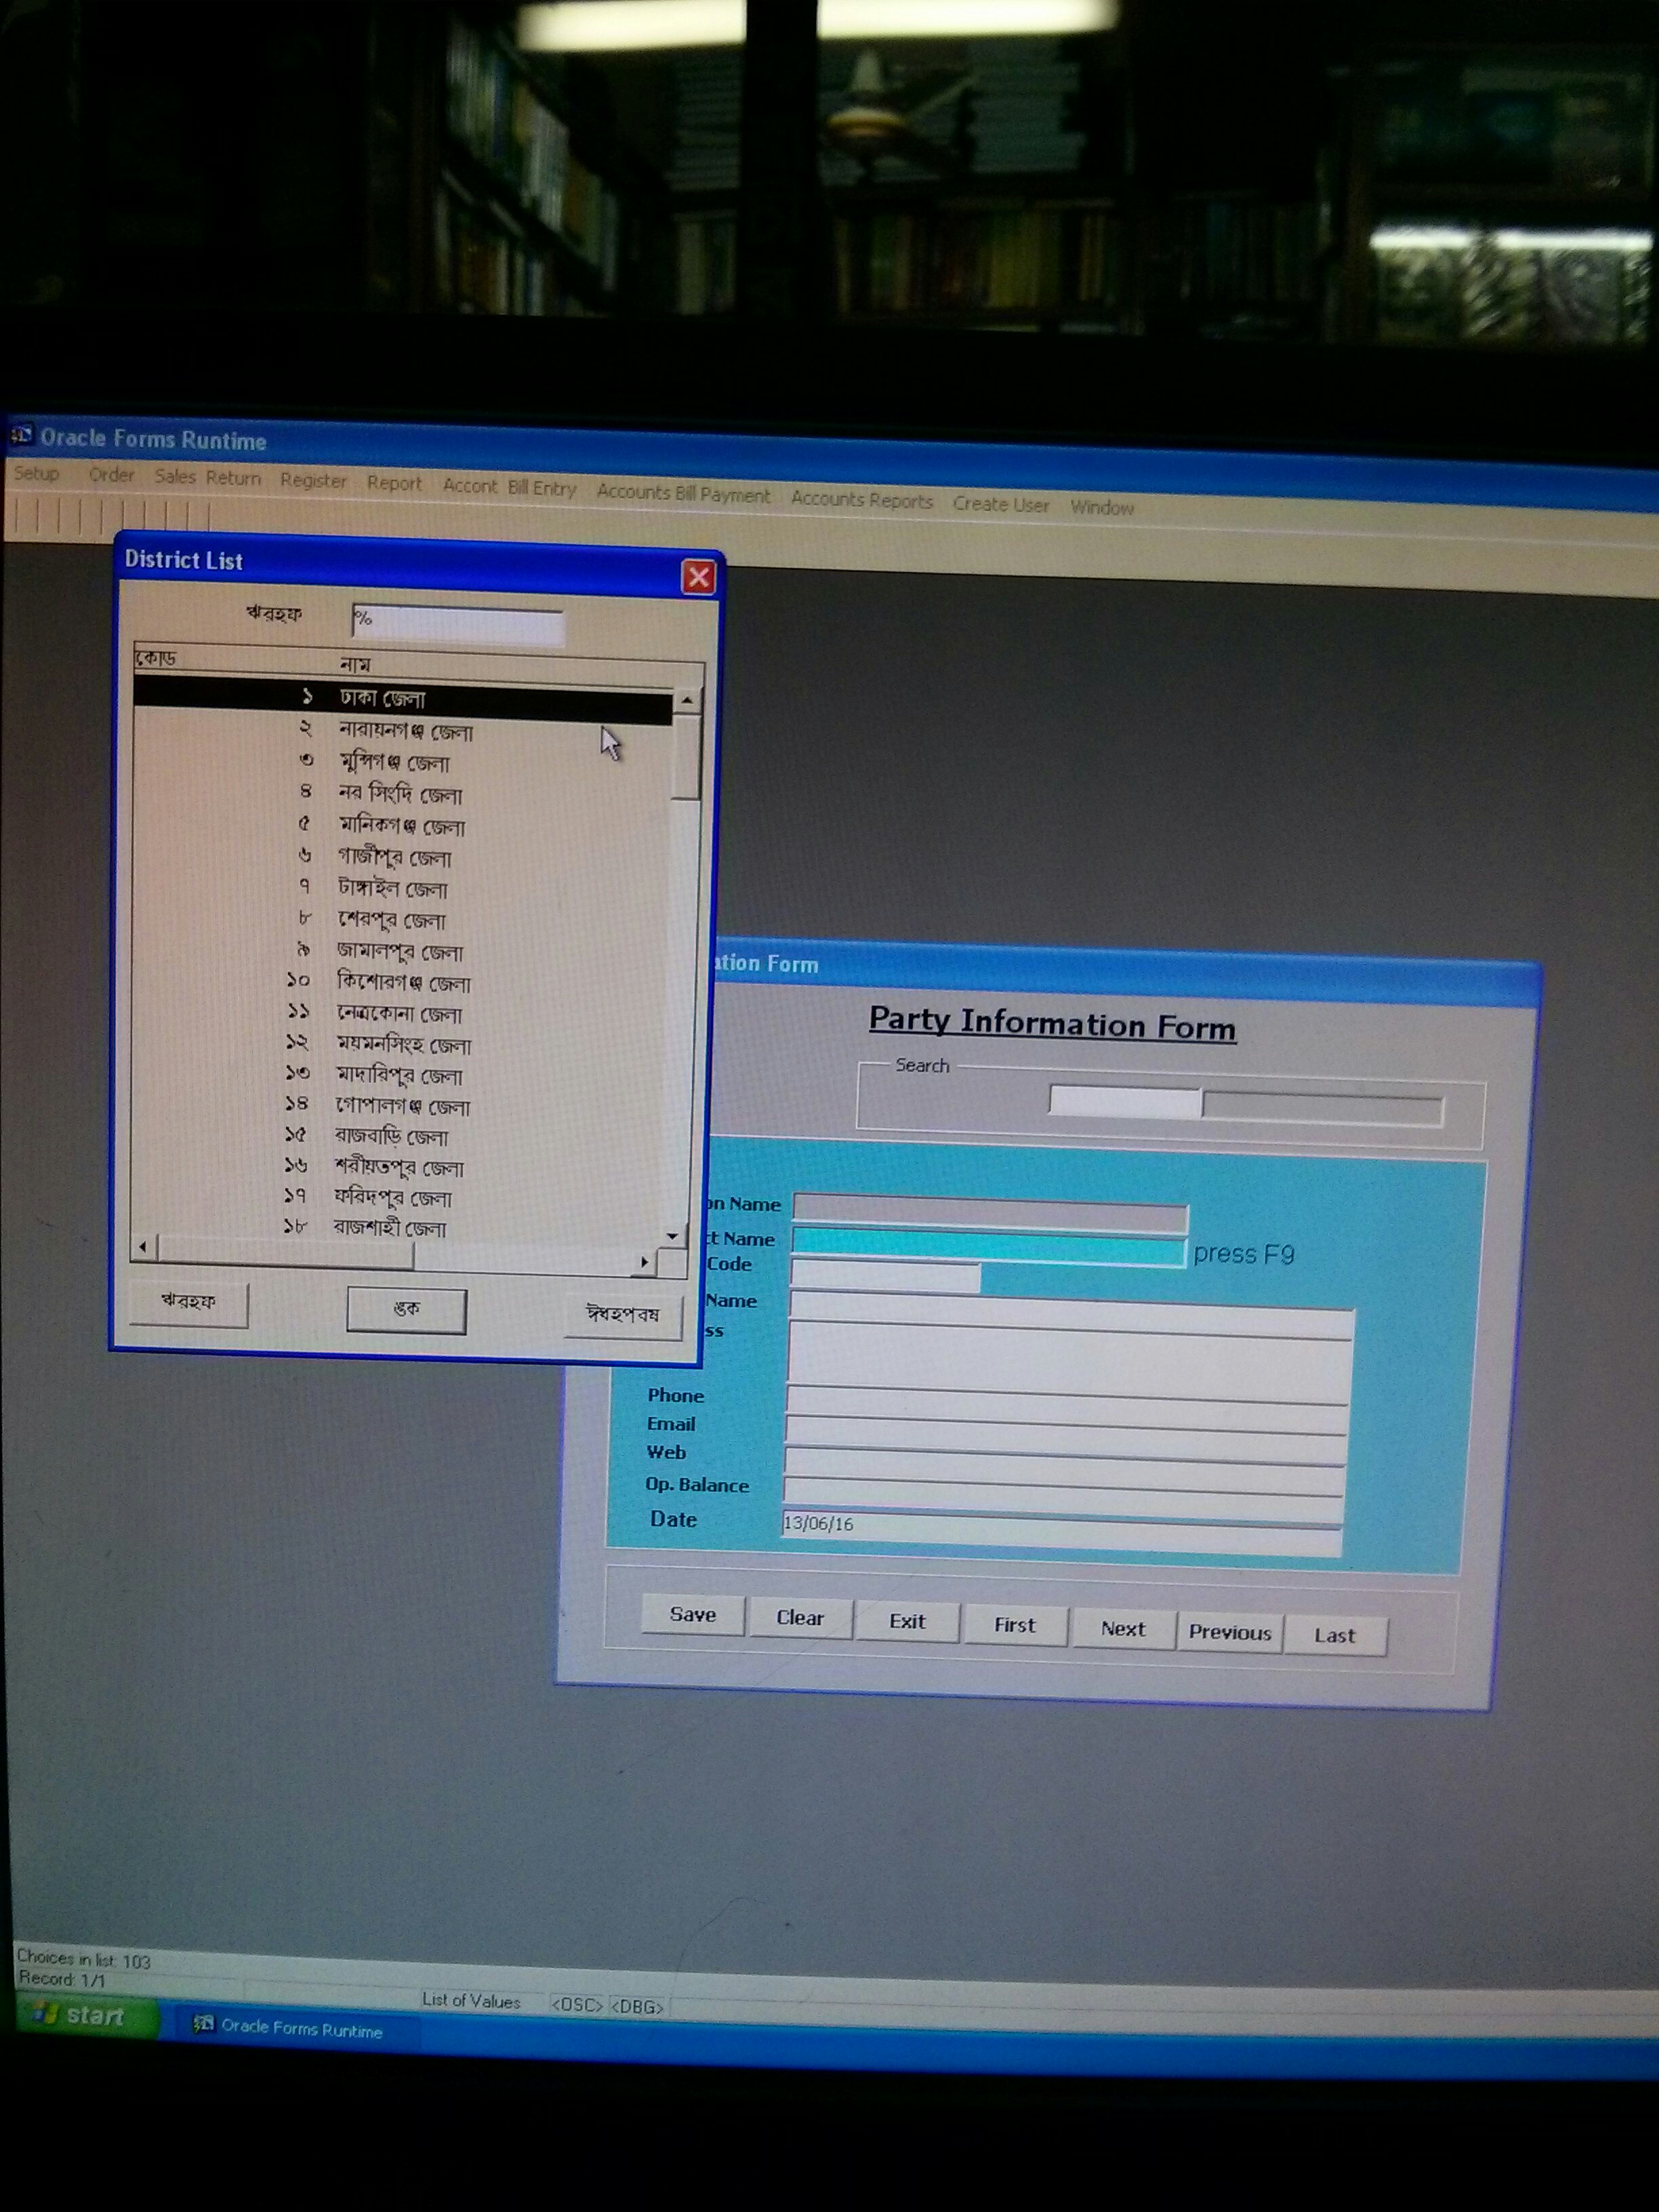 Oracle Forms Runtime
Setup Order Sales Return Register Report Accont Bill Entry Accounts Bill Payment Accounts Reports Create User Window
District List
ঋরহফ %
কোড নাম
১ ঢাকা জেলা
২ নারায়নগঞ্জ জেলা
৩ মুন্সিগঞ্জ জেলা
৪ নর সিংদি জেলা
৫ মানিকগঞ্জ জেলা
৬ গাজীপুর জেলা
৭ টাঙ্গাইল জেলা
৮ শেরপুর জেলা
৯ জামালপুর জেলা
১০ কিশোরগঞ্জ জেলা
১১ নেত্রকোনা জেলা
১২ ময়মনসিংহ জেলা
১৩ মাদারিপুর জেলা
১৪ গোপালগঞ্জ জেলা
১৫ রাজবাড়ি জেলা
১৬ শরীয়তপুর জেলা
১৭ ফরিদপুর জেলা
১৮ রাজশাহী জেলা
ঋরহফ ঙক ঈধহপবষ
ation Form
Party Information Form
Search
on Name
ct Name press F9
Code
Name
ss
Phone
Email
Web
Op. Balance
Date 13/06/16
Save Clear Exit First Next Previous Last
Choices in list: 103
Record: 1/1
List of Values <OSC> <DBG>
start Oracle Forms Runtime